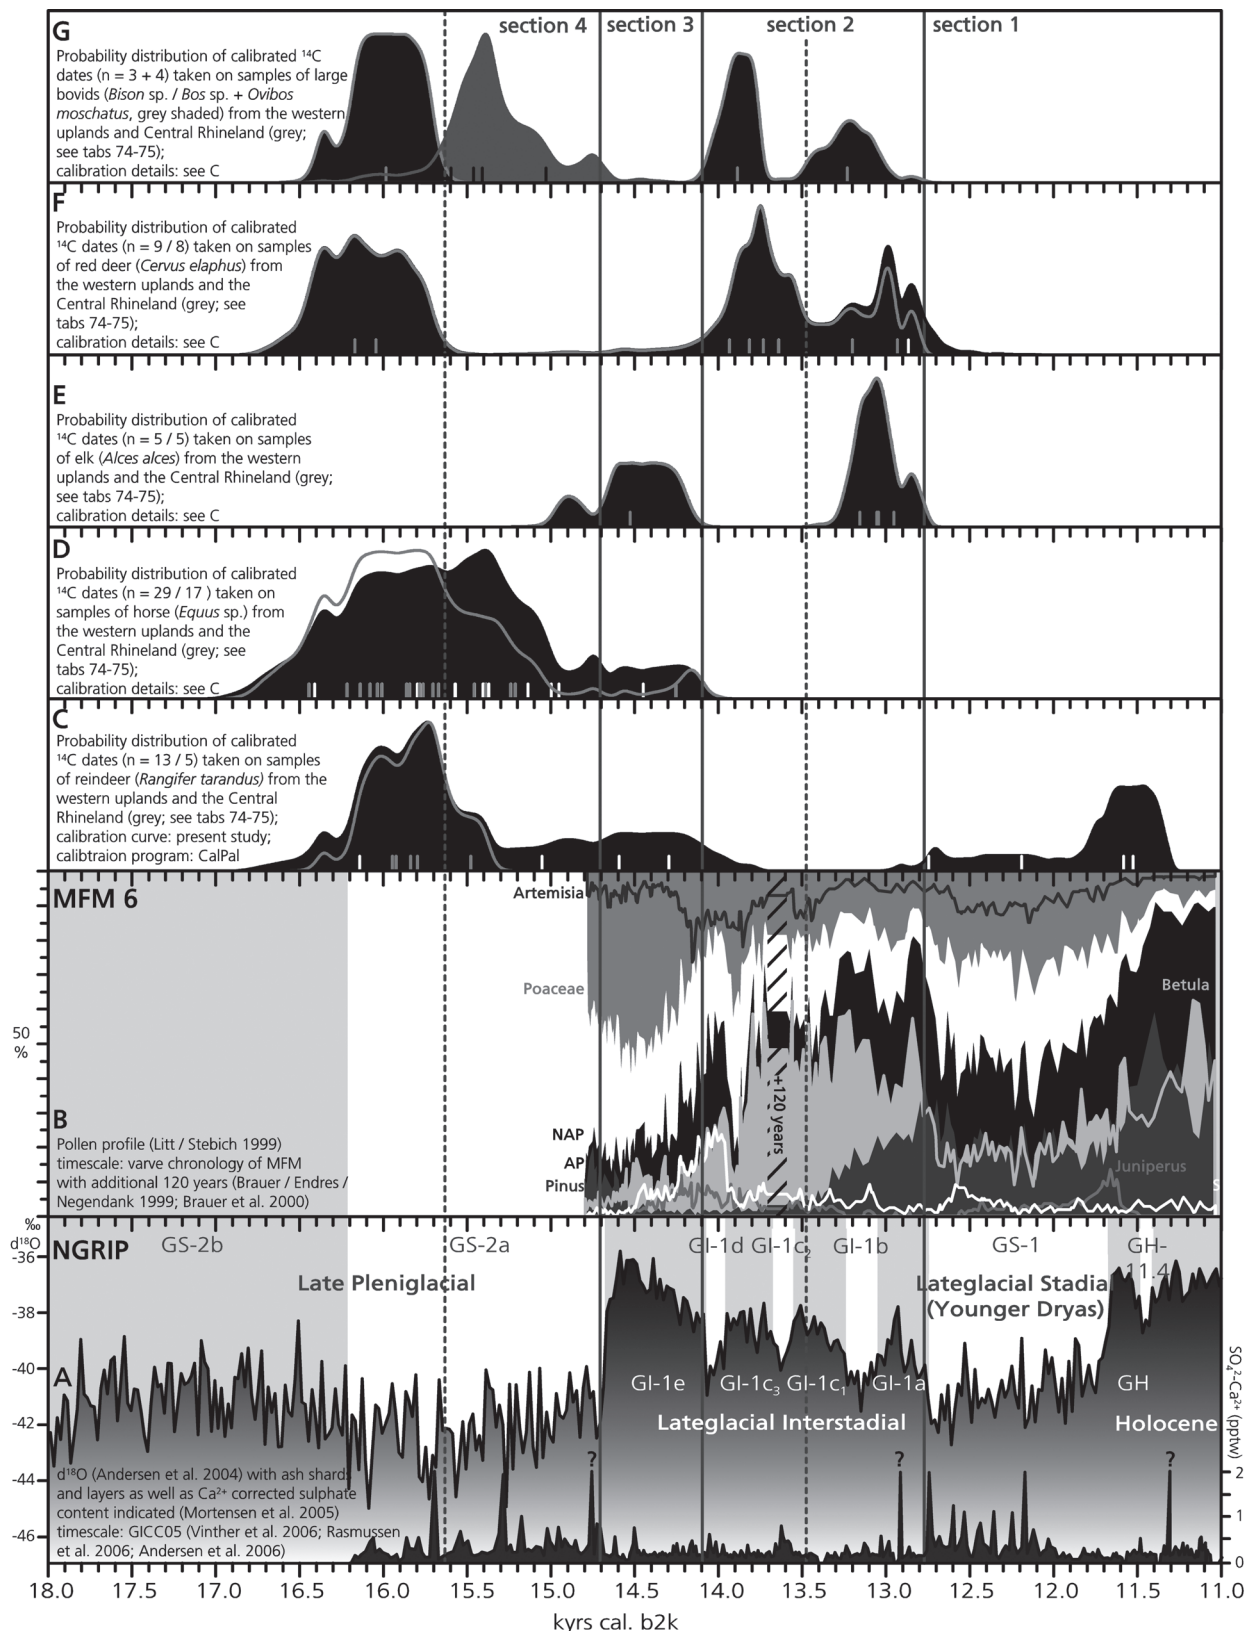 section 4
section 3
section 2
section 1
G
Probability distribution of calibrated ¹⁴C
dates (n = 3 + 4) taken on samples of large
bovids (Bison sp. / Bos sp. + Ovibos
moschatus, grey shaded) from the western
uplands and Central Rhineland (grey;
see tabs 74-75);
calibration details: see C
F
Probability distribution of calibrated
¹⁴C dates (n = 9 / 8) taken on samples
of red deer (Cervus elaphus) from
the western uplands and the
Central Rhineland (grey; see
tabs 74-75);
calibration details: see C
E
Probability distribution of calibrated
¹⁴C dates (n = 5 / 5) taken on samples
of elk (Alces alces) from the western
uplands and the Central Rhineland (grey;
see tabs 74-75);
calibration details: see C
D
Probability distribution of calibrated
¹⁴C dates (n = 29 / 17 ) taken on
samples of horse (Equus sp.) from
the western uplands and the
Central Rhineland (grey; see
tabs 74-75);
calibration details: see C
C
Probability distribution of calibrated
¹⁴C dates (n = 13 / 5) taken on samples
of reindeer (Rangifer tarandus) from the
western uplands and the Central
Rhineland (grey; see tabs 74-75);
calibration curve: present study;
calibtraion program: CalPal
MFM 6
Artemisia
Poaceae
Betula
50
%
+120 years
NAP
AP
Pinus
Juniperus
S
B
Pollen profile (Litt / Stebich 1999)
timescale: varve chronology of MFM
with additional 120 years (Brauer / Endres /
Negendank 1999; Brauer et al. 2000)
‰
d¹⁸O
NGRIP
GS-2b
GS-2a
GI-1d
GI-1c₂
GI-1b
GS-1
GH-
11.4
Late Pleniglacial
Lateglacial Stadia
(Younger Dryas)
-36
-38
-40
-42
-44
-46
A
GI-1e
GI-1c₃
GI-1c₁
GI-1a
GH
Lateglacial Interstadial
Holocene
?
?
?
SO₄²⁻-Ca²⁺ (pptw)
2
1
0
d¹⁸O (Andersen et al. 2004) with ash shards
and layers as well as Ca²⁺ corrected sulphate
content indicated (Mortensen et al. 2005)
timescale: GICC05 (Vinther et al. 2006; Rasmussen
et al. 2006; Andersen et al. 2006)
18.0 17.5 17.0 16.5 16.0 15.5 15.0 14.5 14.0 13.5 13.0 12.5 12.0 11.5 11.0
kyrs cal. b2k